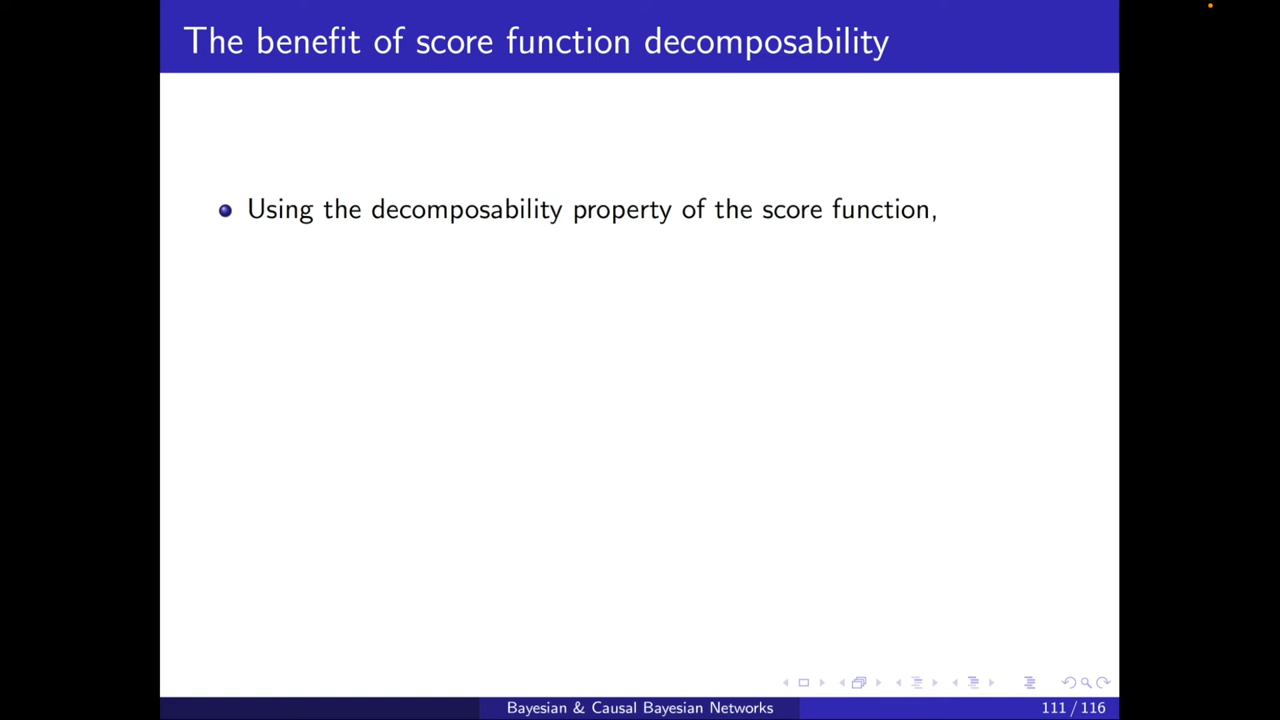 The benefit of score function decomposability
Using the decomposability property of the score function,
Bayesian & Causal Bayesian Networks
111 / 116